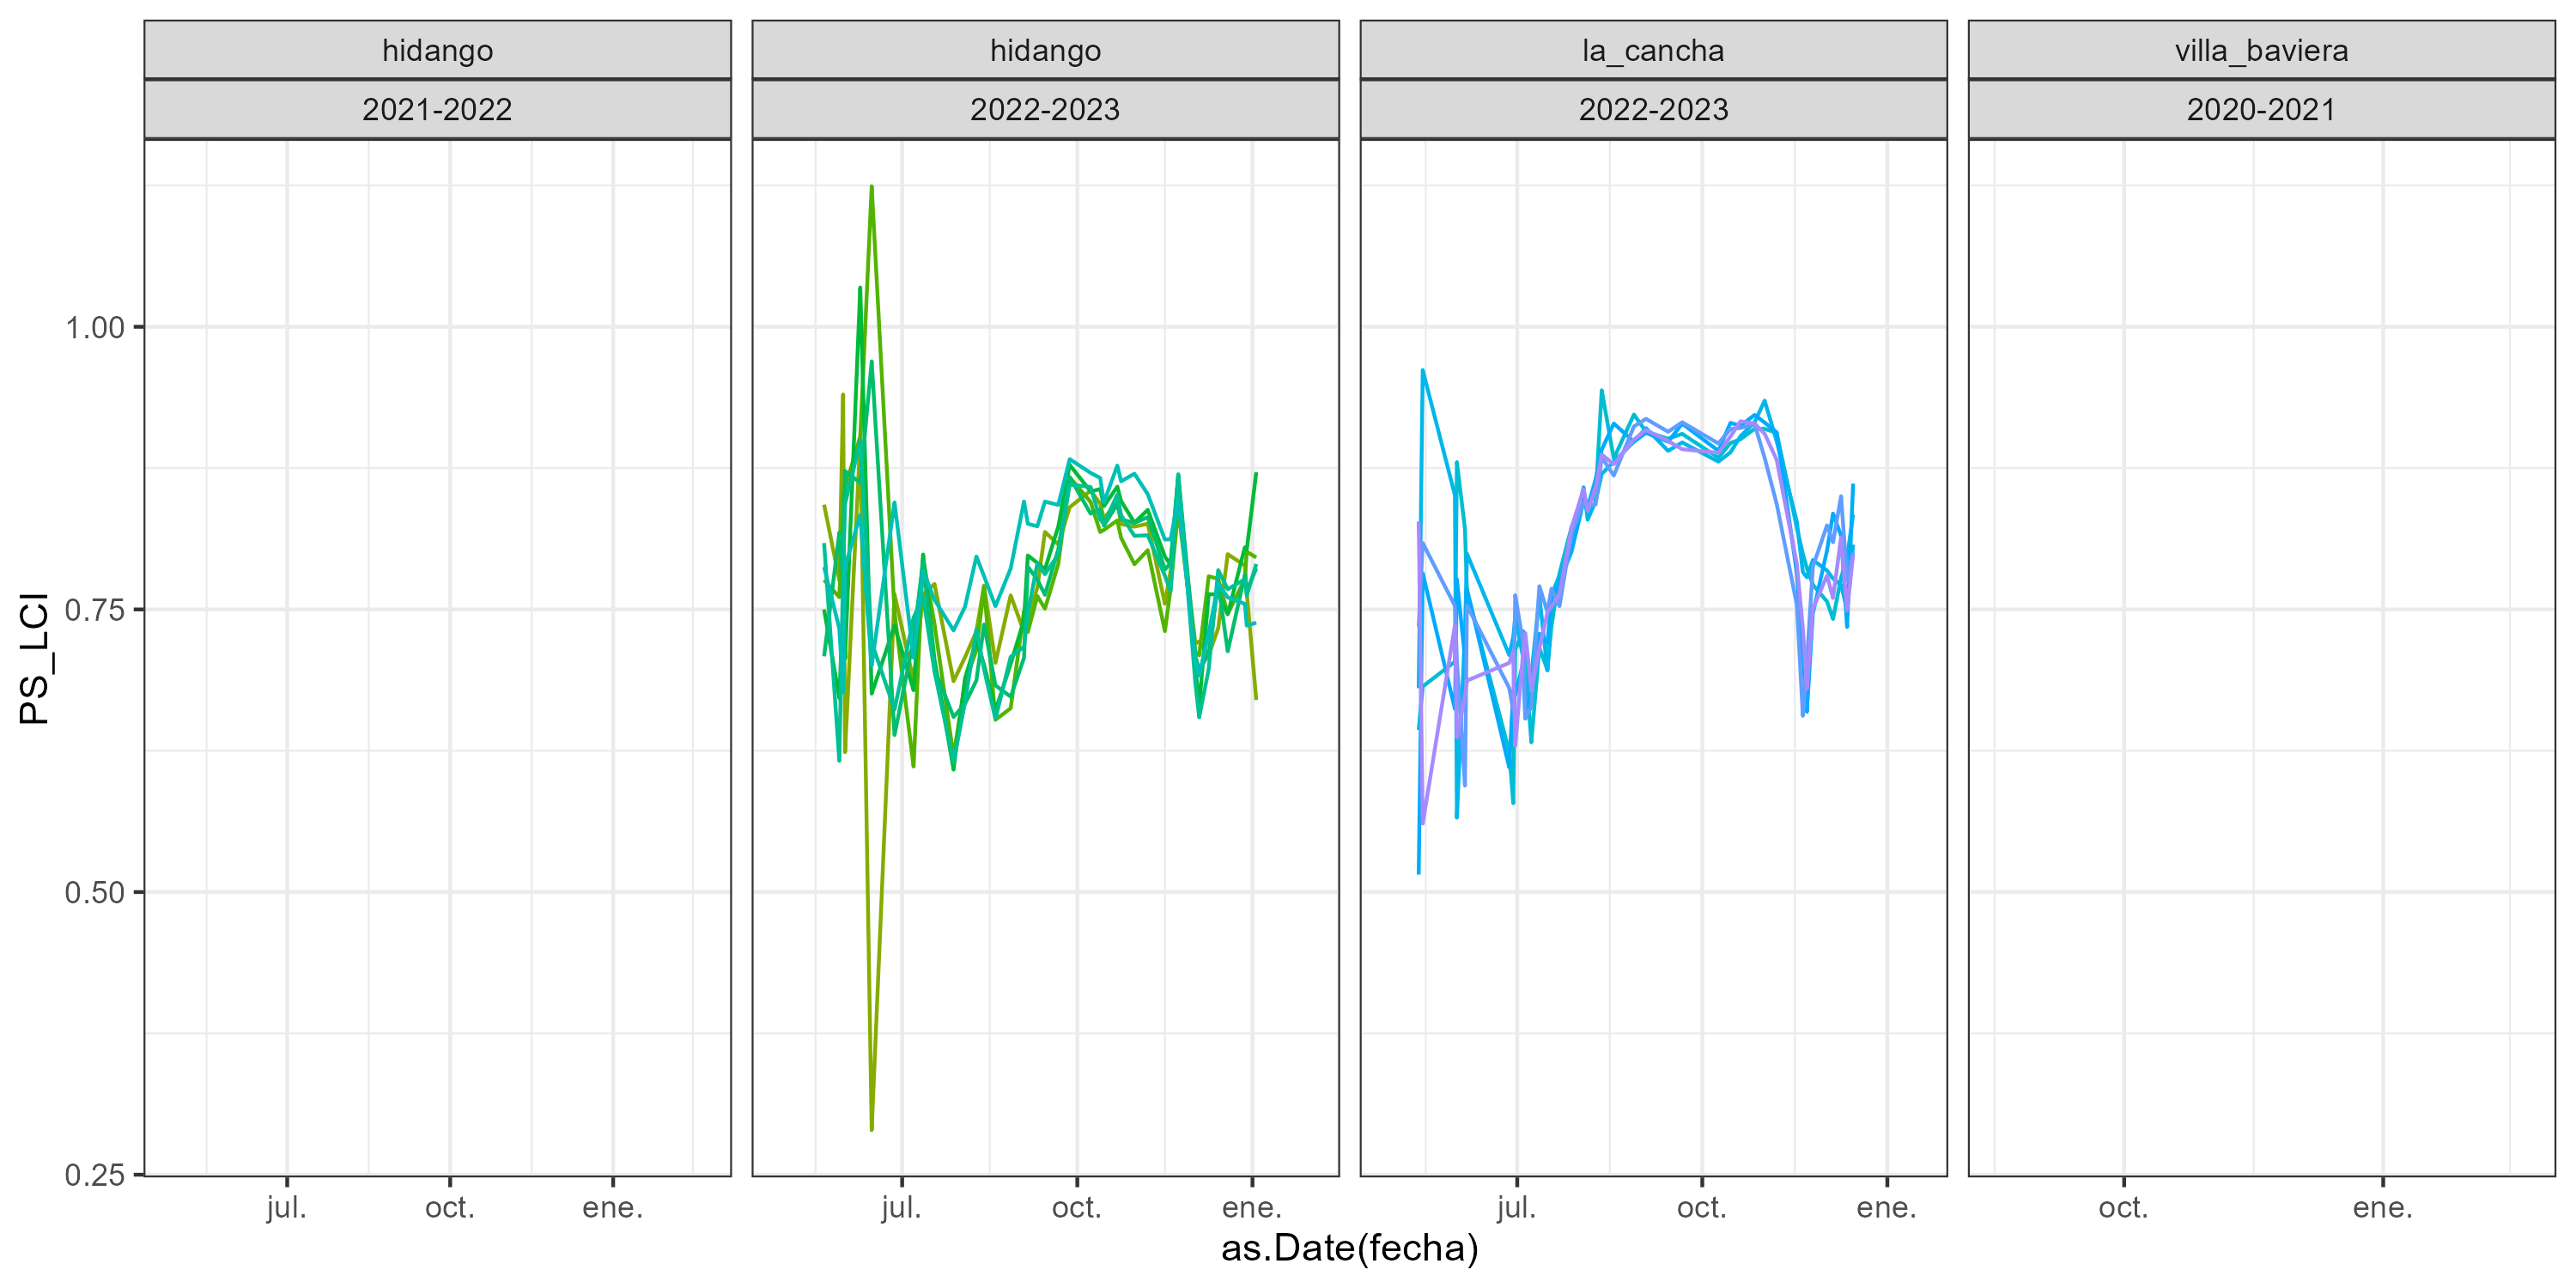 hidango hidango la_cancha villa_baviera
2021-2022 2022-2023 2022-2023 2020-2021
PS_LCI
1.00
0.75
0.50
0.25
jul. oct. ene. jul. oct. ene. jul. oct. ene. oct. ene.
as.Date(fecha)